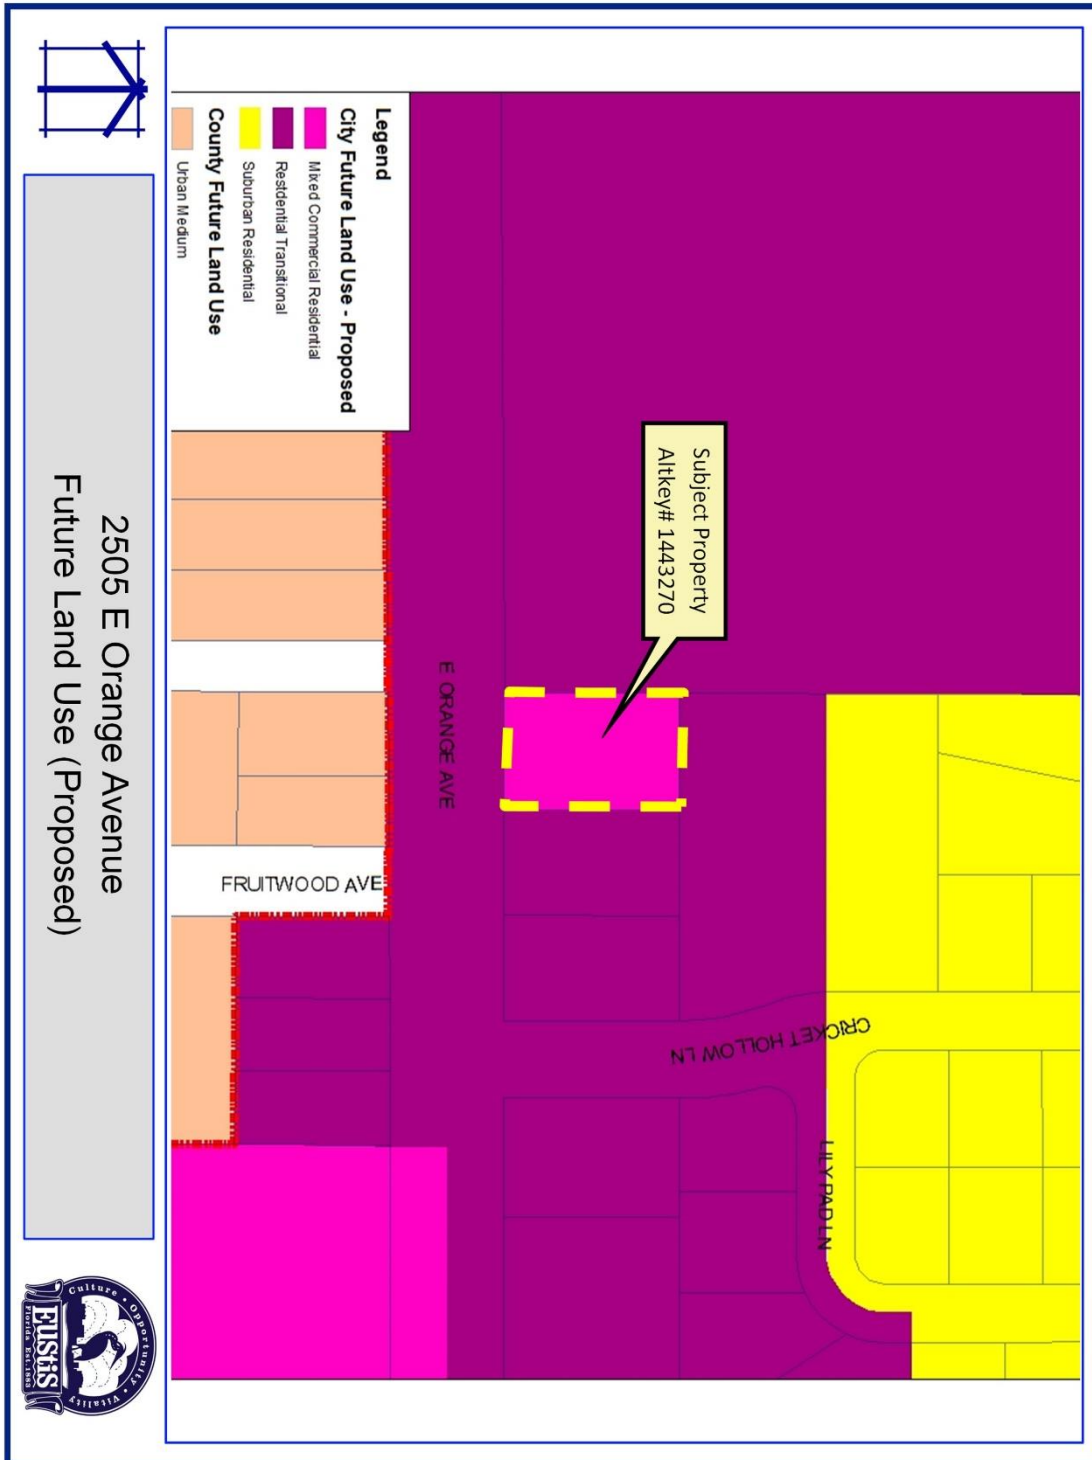 Legend
City Future Land Use - Proposed
Mixed Commercial Residential
Restdential Transitional
Suburban Residential
County Future Land Use
Urban Medium
Subject Property
Altkey# 1443270
E ORANGE AVE
FRUITWOOD AVE
CRICKET HOLLOW LN
LILY PAD LN
2505 E Orange Avenue
Future Land Use (Proposed)
Culture • Opportunity • Vitality
EUSTIS
Florida Est.1883